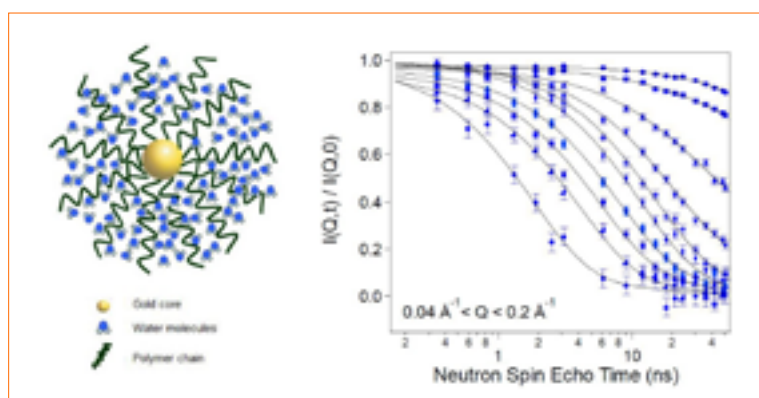 Gold core
Water molecules
Polymer chain
I(Q,t) / I(Q,0)
1.0
0.8
0.6
0.4
0.2
0.0
0.04 Å⁻¹ < Q < 0.2 Å⁻¹
2 4 6 8 1 2 4 6 8 10 2 4
Neutron Spin Echo Time (ns)